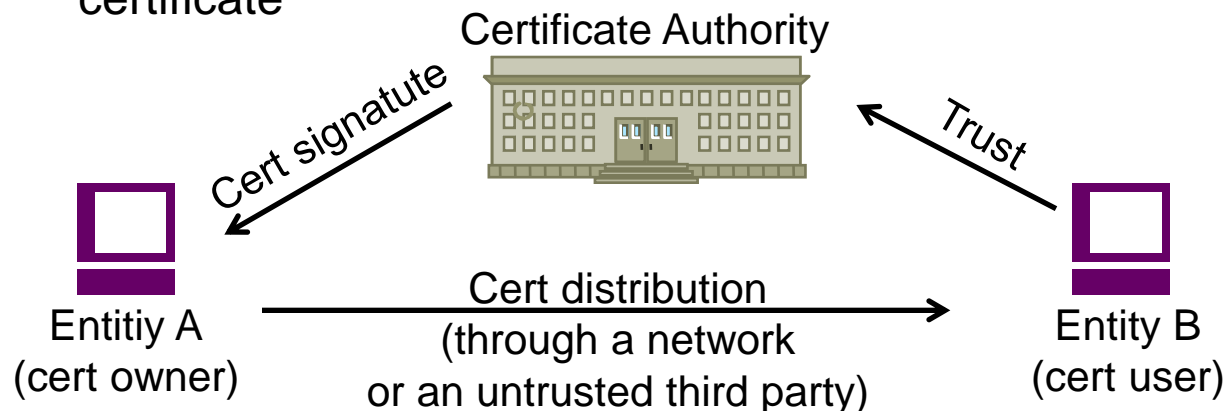 certificate
Certificate Authority
Cert signatute
Trust
Entitiy A
(cert owner)
Cert distribution
(through a network
or an untrusted third party)
Entity B
(cert user)